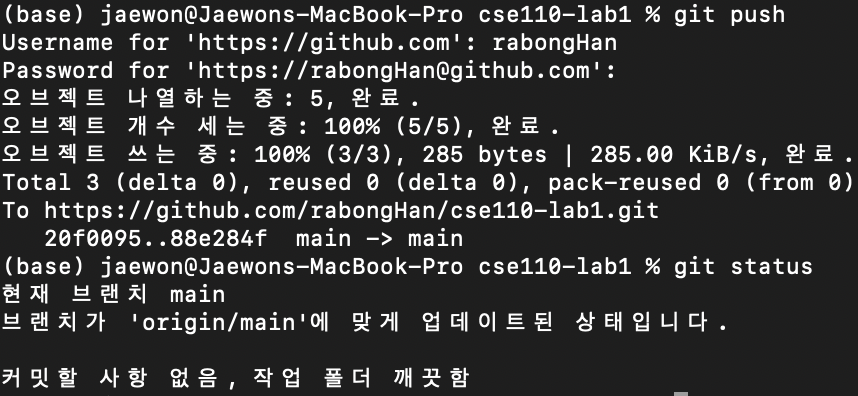 (base) jaewon@Jaewons-MacBook-Pro cse110-lab1 % git push
Username for 'https://github.com': rabongHan
Password for 'https://rabongHan@github.com':
오브젝트 나열하는 중: 5, 완료.
오브젝트 개수 세는 중: 100% (5/5), 완료.
오브젝트 쓰는 중: 100% (3/3), 285 bytes | 285.00 KiB/s, 완료.
Total 3 (delta 0), reused 0 (delta 0), pack-reused 0 (from 0)
To https://github.com/rabongHan/cse110-lab1.git
   20f0095..88e284f  main -> main
(base) jaewon@Jaewons-MacBook-Pro cse110-lab1 % git status
현재 브랜치 main
브랜치가 'origin/main'에 맞게 업데이트된 상태입니다.
커밋할 사항 없음, 작업 폴더 깨끗함